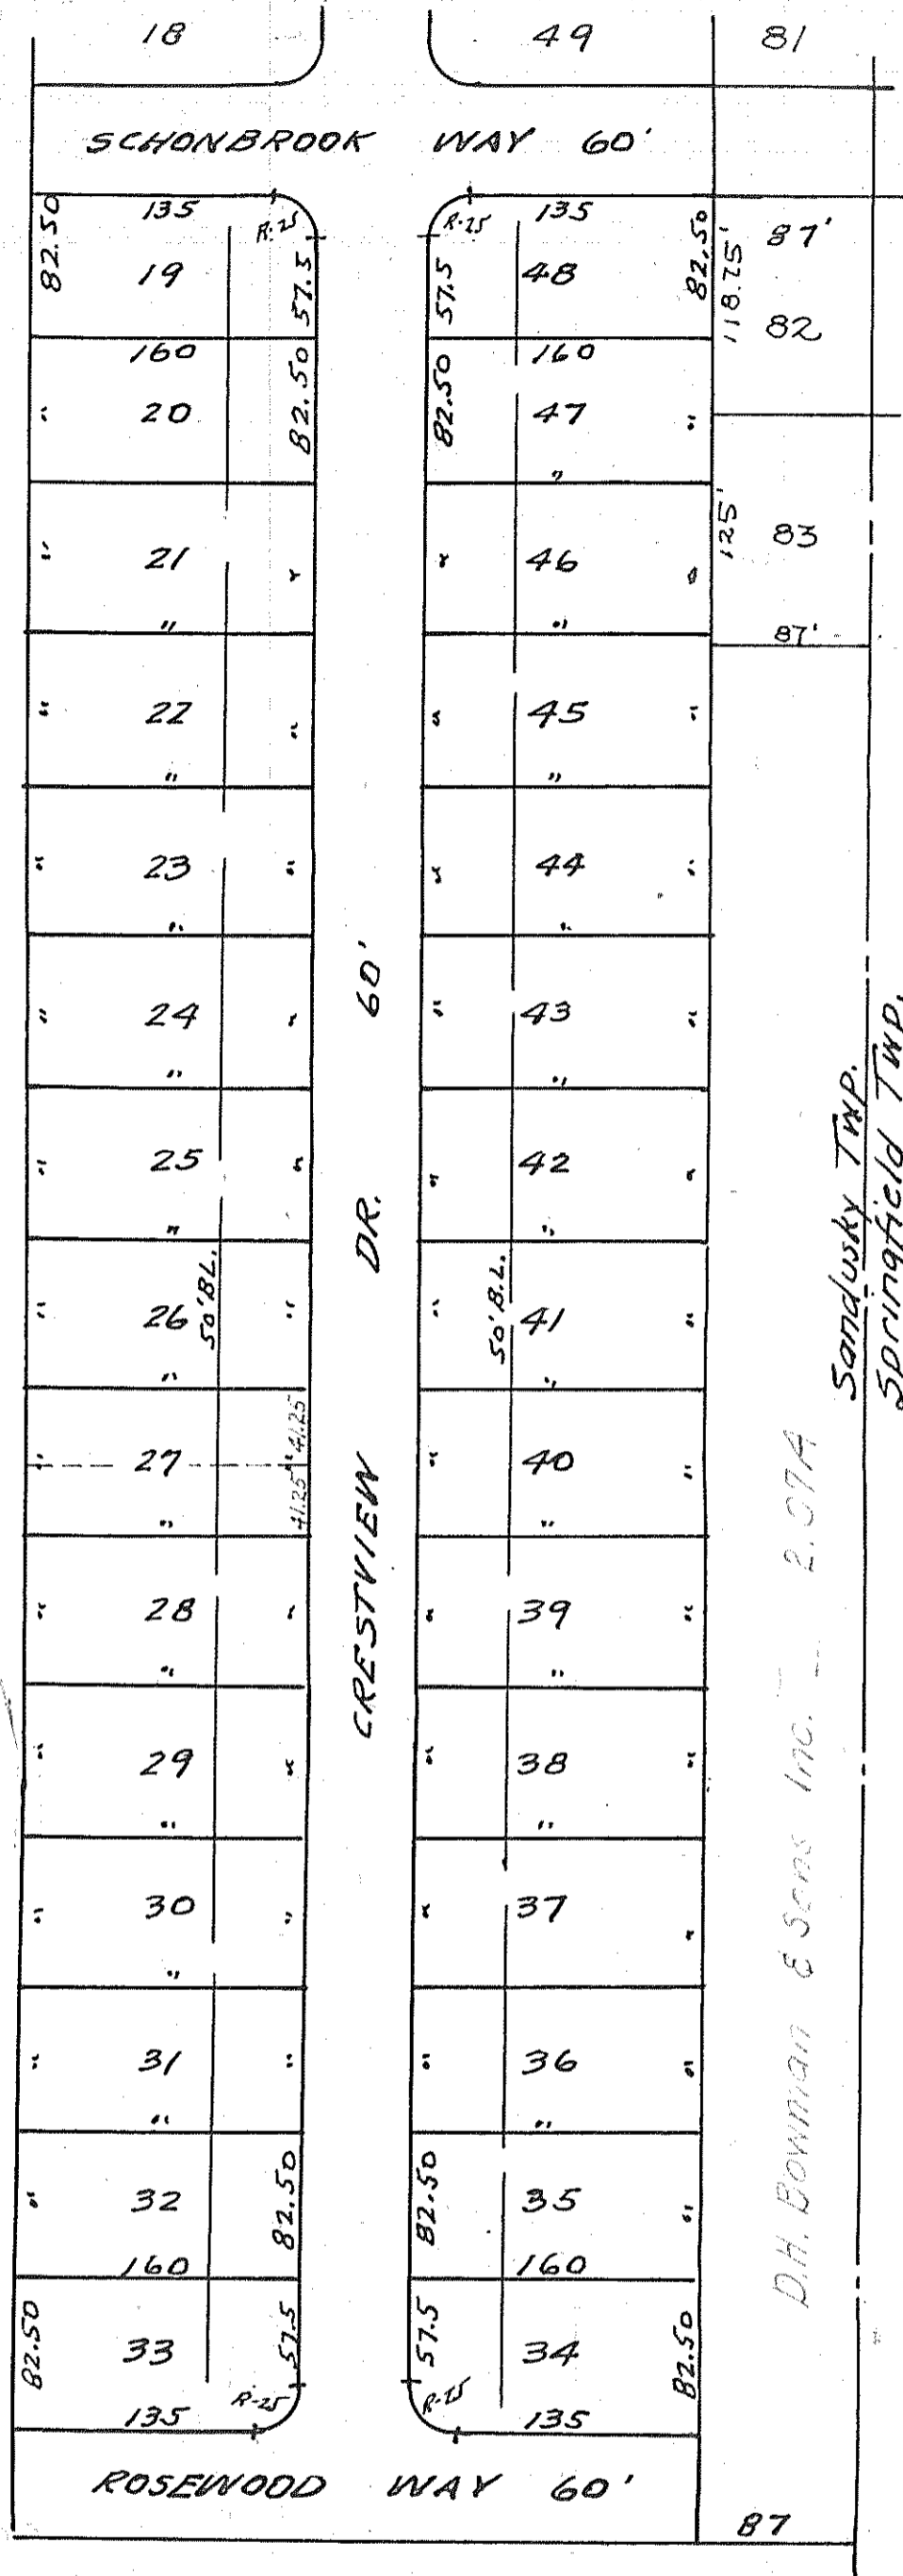 18 49 81
SCHONBROOK WAY 60'
82.50 135 R-25 R-25 135 82.50 87'
19 57.5 57.5 48 118.75' 82
160 82.50 82.50 160
" 20 47 "
"
" 21 " " 46 " 125' 83
" " 87'
" 22 " " 45 "
" "
" 23 " " 44 "
" "
" 24 " " 43 "
" "
" 25 " " 42 "
" "
" 26 " " 41 "
50' BL. 50' B.L.
" "
" 27 41.25 " 41.25 " 40 "
" "
" 28 " " 39 "
" "
" 29 " " 38 "
" "
" 30 " " 37 "
"
" 31 " " 36 "
" "
" 32 82.50 82.50 35 "
160 160
82.50 33 57.5 57.5 34 82.50
135 R-25 R-25 135
CRESTVIEW DR. 60'
Sandusky TWP.
Springfield TWP.
D.H. Bowman & Sons Inc. 2.07A
ROSEWOOD WAY 60'
87